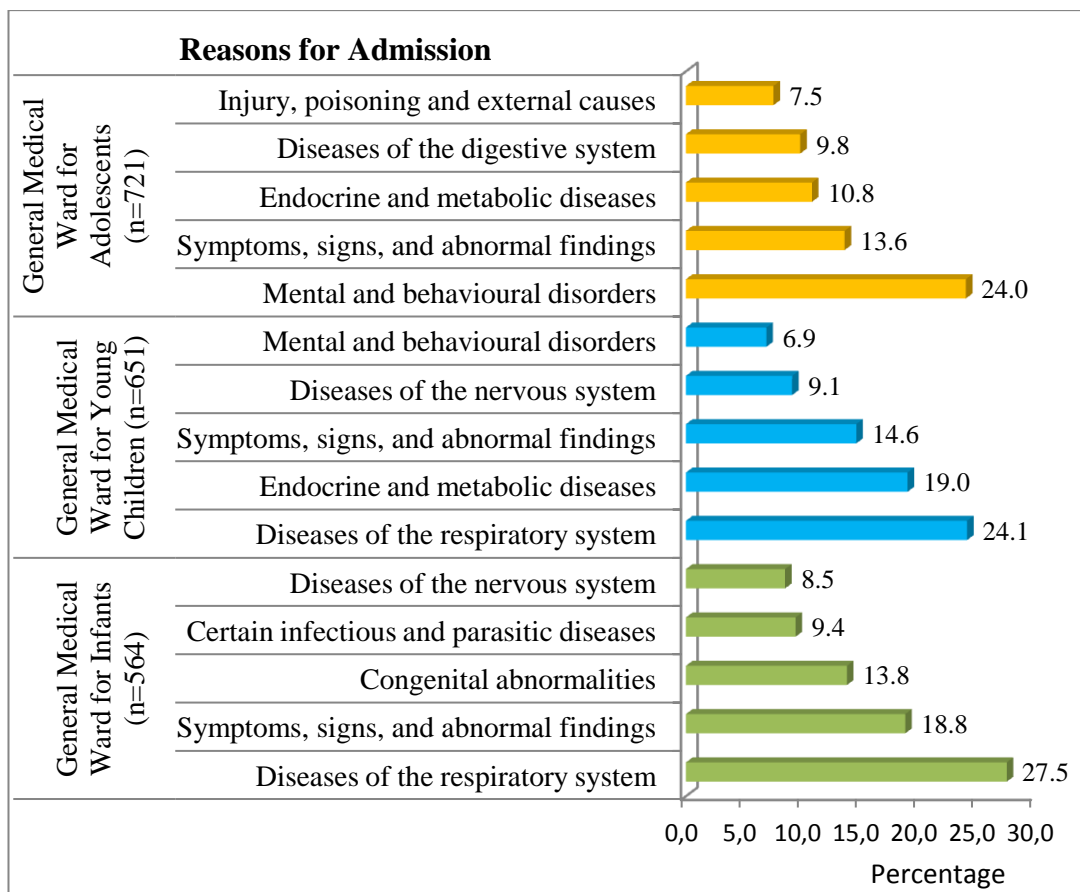 Reasons for Admission
General Medical
Ward for
Adolescents
(n=721)
Injury, poisoning and external causes
7.5
Diseases of the digestive system
9.8
Endocrine and metabolic diseases
10.8
Symptoms, signs, and abnormal findings
13.6
Mental and behavioural disorders
24.0
General Medical
Ward for Young
Children (n=651)
Mental and behavioural disorders
6.9
Diseases of the nervous system
9.1
Symptoms, signs, and abnormal findings
14.6
Endocrine and metabolic diseases
19.0
Diseases of the respiratory system
24.1
General Medical
Ward for Infants
(n=564)
Diseases of the nervous system
8.5
Certain infectious and parasitic diseases
9.4
Congenital abnormalities
13.8
Symptoms, signs, and abnormal findings
18.8
Diseases of the respiratory system
27.5
0,0 5,0 10,0 15,0 20,0 25,0 30,0
Percentage